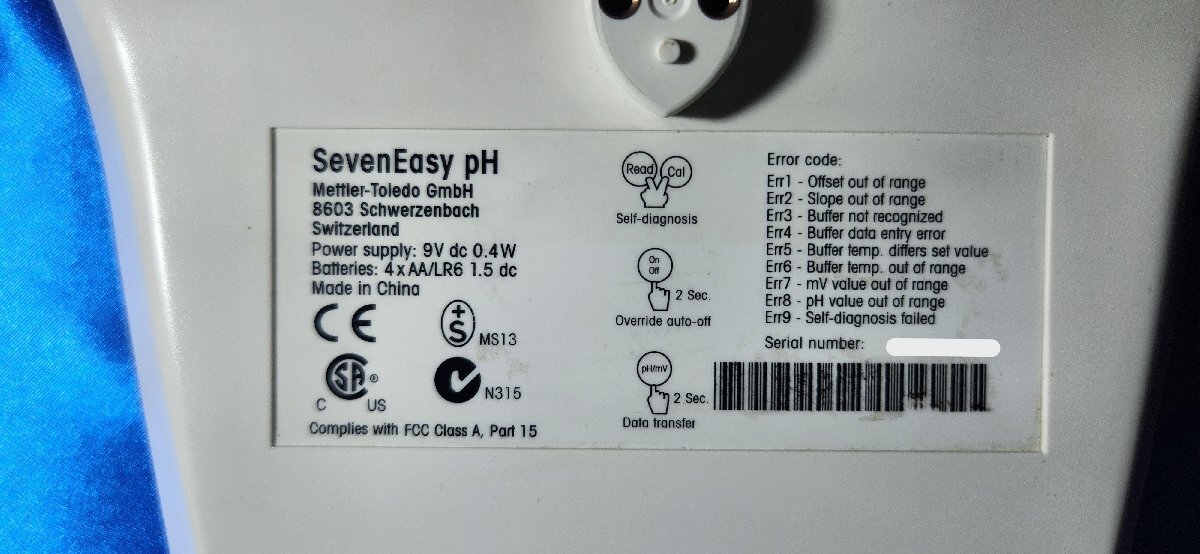 SevenEasy pH
Mettler-Toledo GmbH
8603 Schwerzenbach
Switzerland
Power supply: 9V dc 0.4W
Batteries: 4xAA/LR6 1.5 dc
Made in China
CE
+S MS13
SA ®
C US
N315
Complies with FCC Class A, Part 15
Read Cal
Self-diagnosis
On
Off
2 Sec.
Override auto-off
pH/mV
2 Sec.
Data transfer
Error code:
Err1 - Offset out of range
Err2 - Slope out of range
Err3 - Buffer not recognized
Err4 - Buffer data entry error
Err5 - Buffer temp. differs set value
Err6 - Buffer temp. out of range
Err7 - mV value out of range
Err8 - pH value out of range
Err9 - Self-diagnosis failed
Serial number: